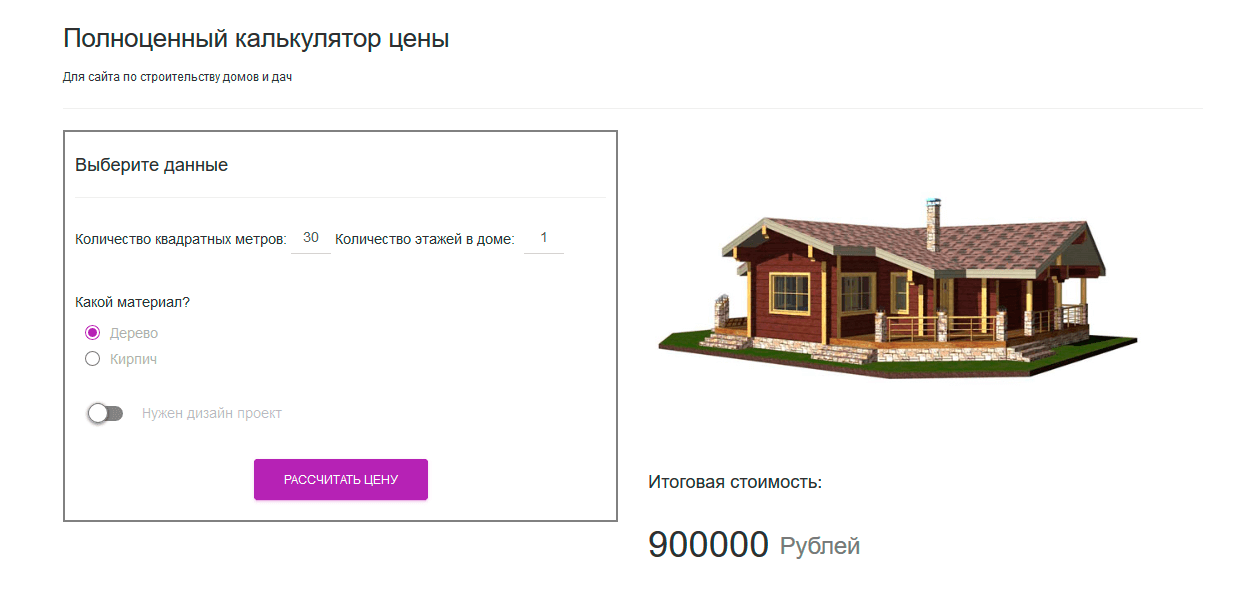 Полноценный калькулятор цены
Для сайта по строительству домов и дач
Выберите данные
Количество квадратных метров: 30 Количество этажей в доме: 1
Какой материал?
Дерево
Кирпич
Нужен дизайн проект
РАССЧИТАТЬ ЦЕНУ
Итоговая стоимость:
900000 Рублей